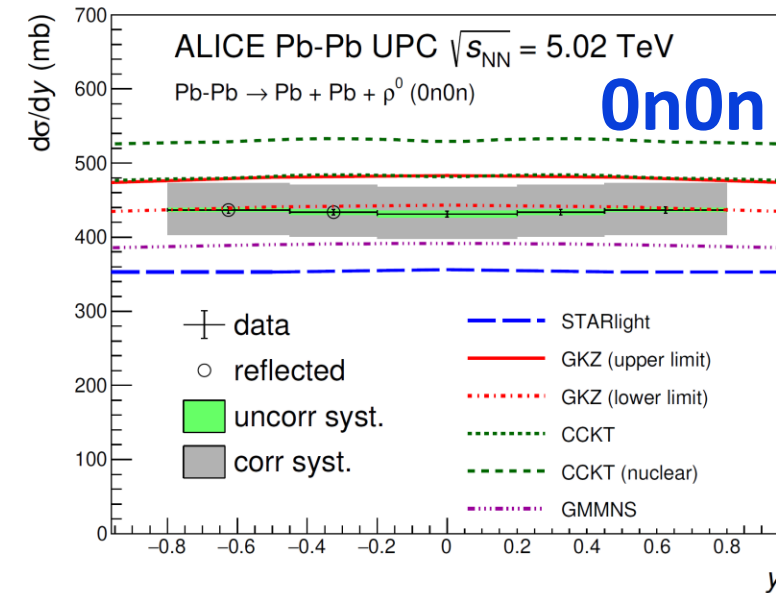 ALICE Pb-Pb UPC √sNN = 5.02 TeV
Pb-Pb → Pb + Pb + ρ0 (0n0n)
0n0n
dσ/dy (mb)
700
600
500
400
300
200
100
0
data
reflected
uncorr syst.
corr syst.
STARlight
GKZ (upper limit)
GKZ (lower limit)
CCKT
CCKT (nuclear)
GMMNS
−0.8 −0.6 −0.4 −0.2 0 0.2 0.4 0.6 0.8
y